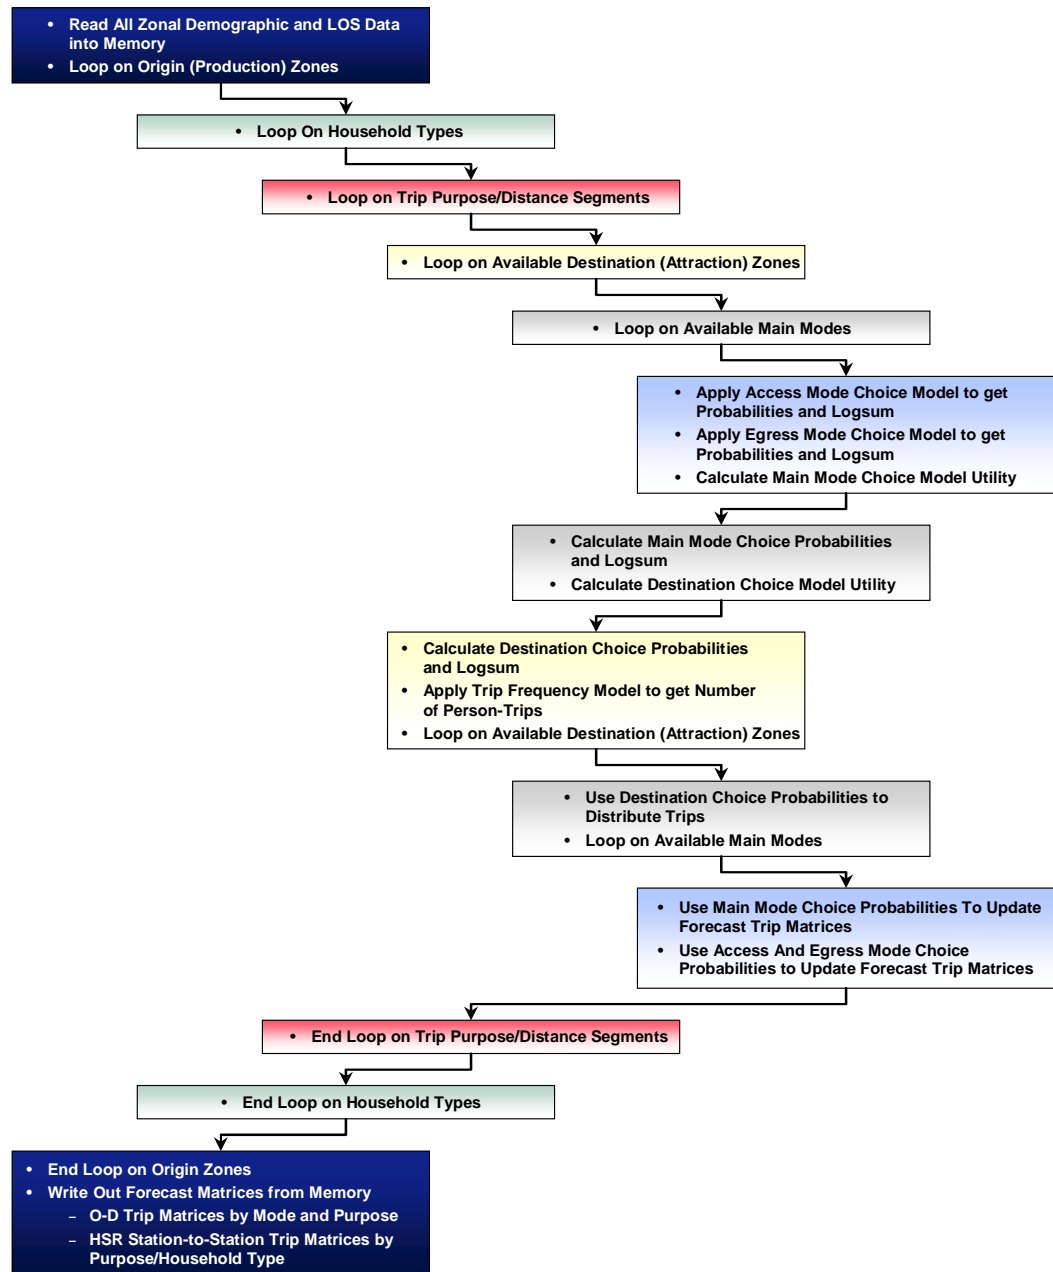 • Read All Zonal Demographic and LOS Data
into Memory
• Loop on Origin (Production) Zones
• Loop On Household Types
• Loop on Trip Purpose/Distance Segments
• Loop on Available Destination (Attraction) Zones
• Loop on Available Main Modes
• Apply Access Mode Choice Model to get
Probabilities and Logsum
• Apply Egress Mode Choice Model to get
Probabilities and Logsum
• Calculate Main Mode Choice Model Utility
• Calculate Main Mode Choice Probabilities
and Logsum
• Calculate Destination Choice Model Utility
• Calculate Destination Choice Probabilities
and Logsum
• Apply Trip Frequency Model to get Number
of Person-Trips
• Loop on Available Destination (Attraction) Zones
• Use Destination Choice Probabilities to
Distribute Trips
• Loop on Available Main Modes
• Use Main Mode Choice Probabilities To Update
Forecast Trip Matrices
• Use Access And Egress Mode Choice
Probabilities to Update Forecast Trip Matrices
• End Loop on Trip Purpose/Distance Segments
• End Loop on Household Types
• End Loop on Origin Zones
• Write Out Forecast Matrices from Memory
– O-D Trip Matrices by Mode and Purpose
– HSR Station-to-Station Trip Matrices by
Purpose/Household Type